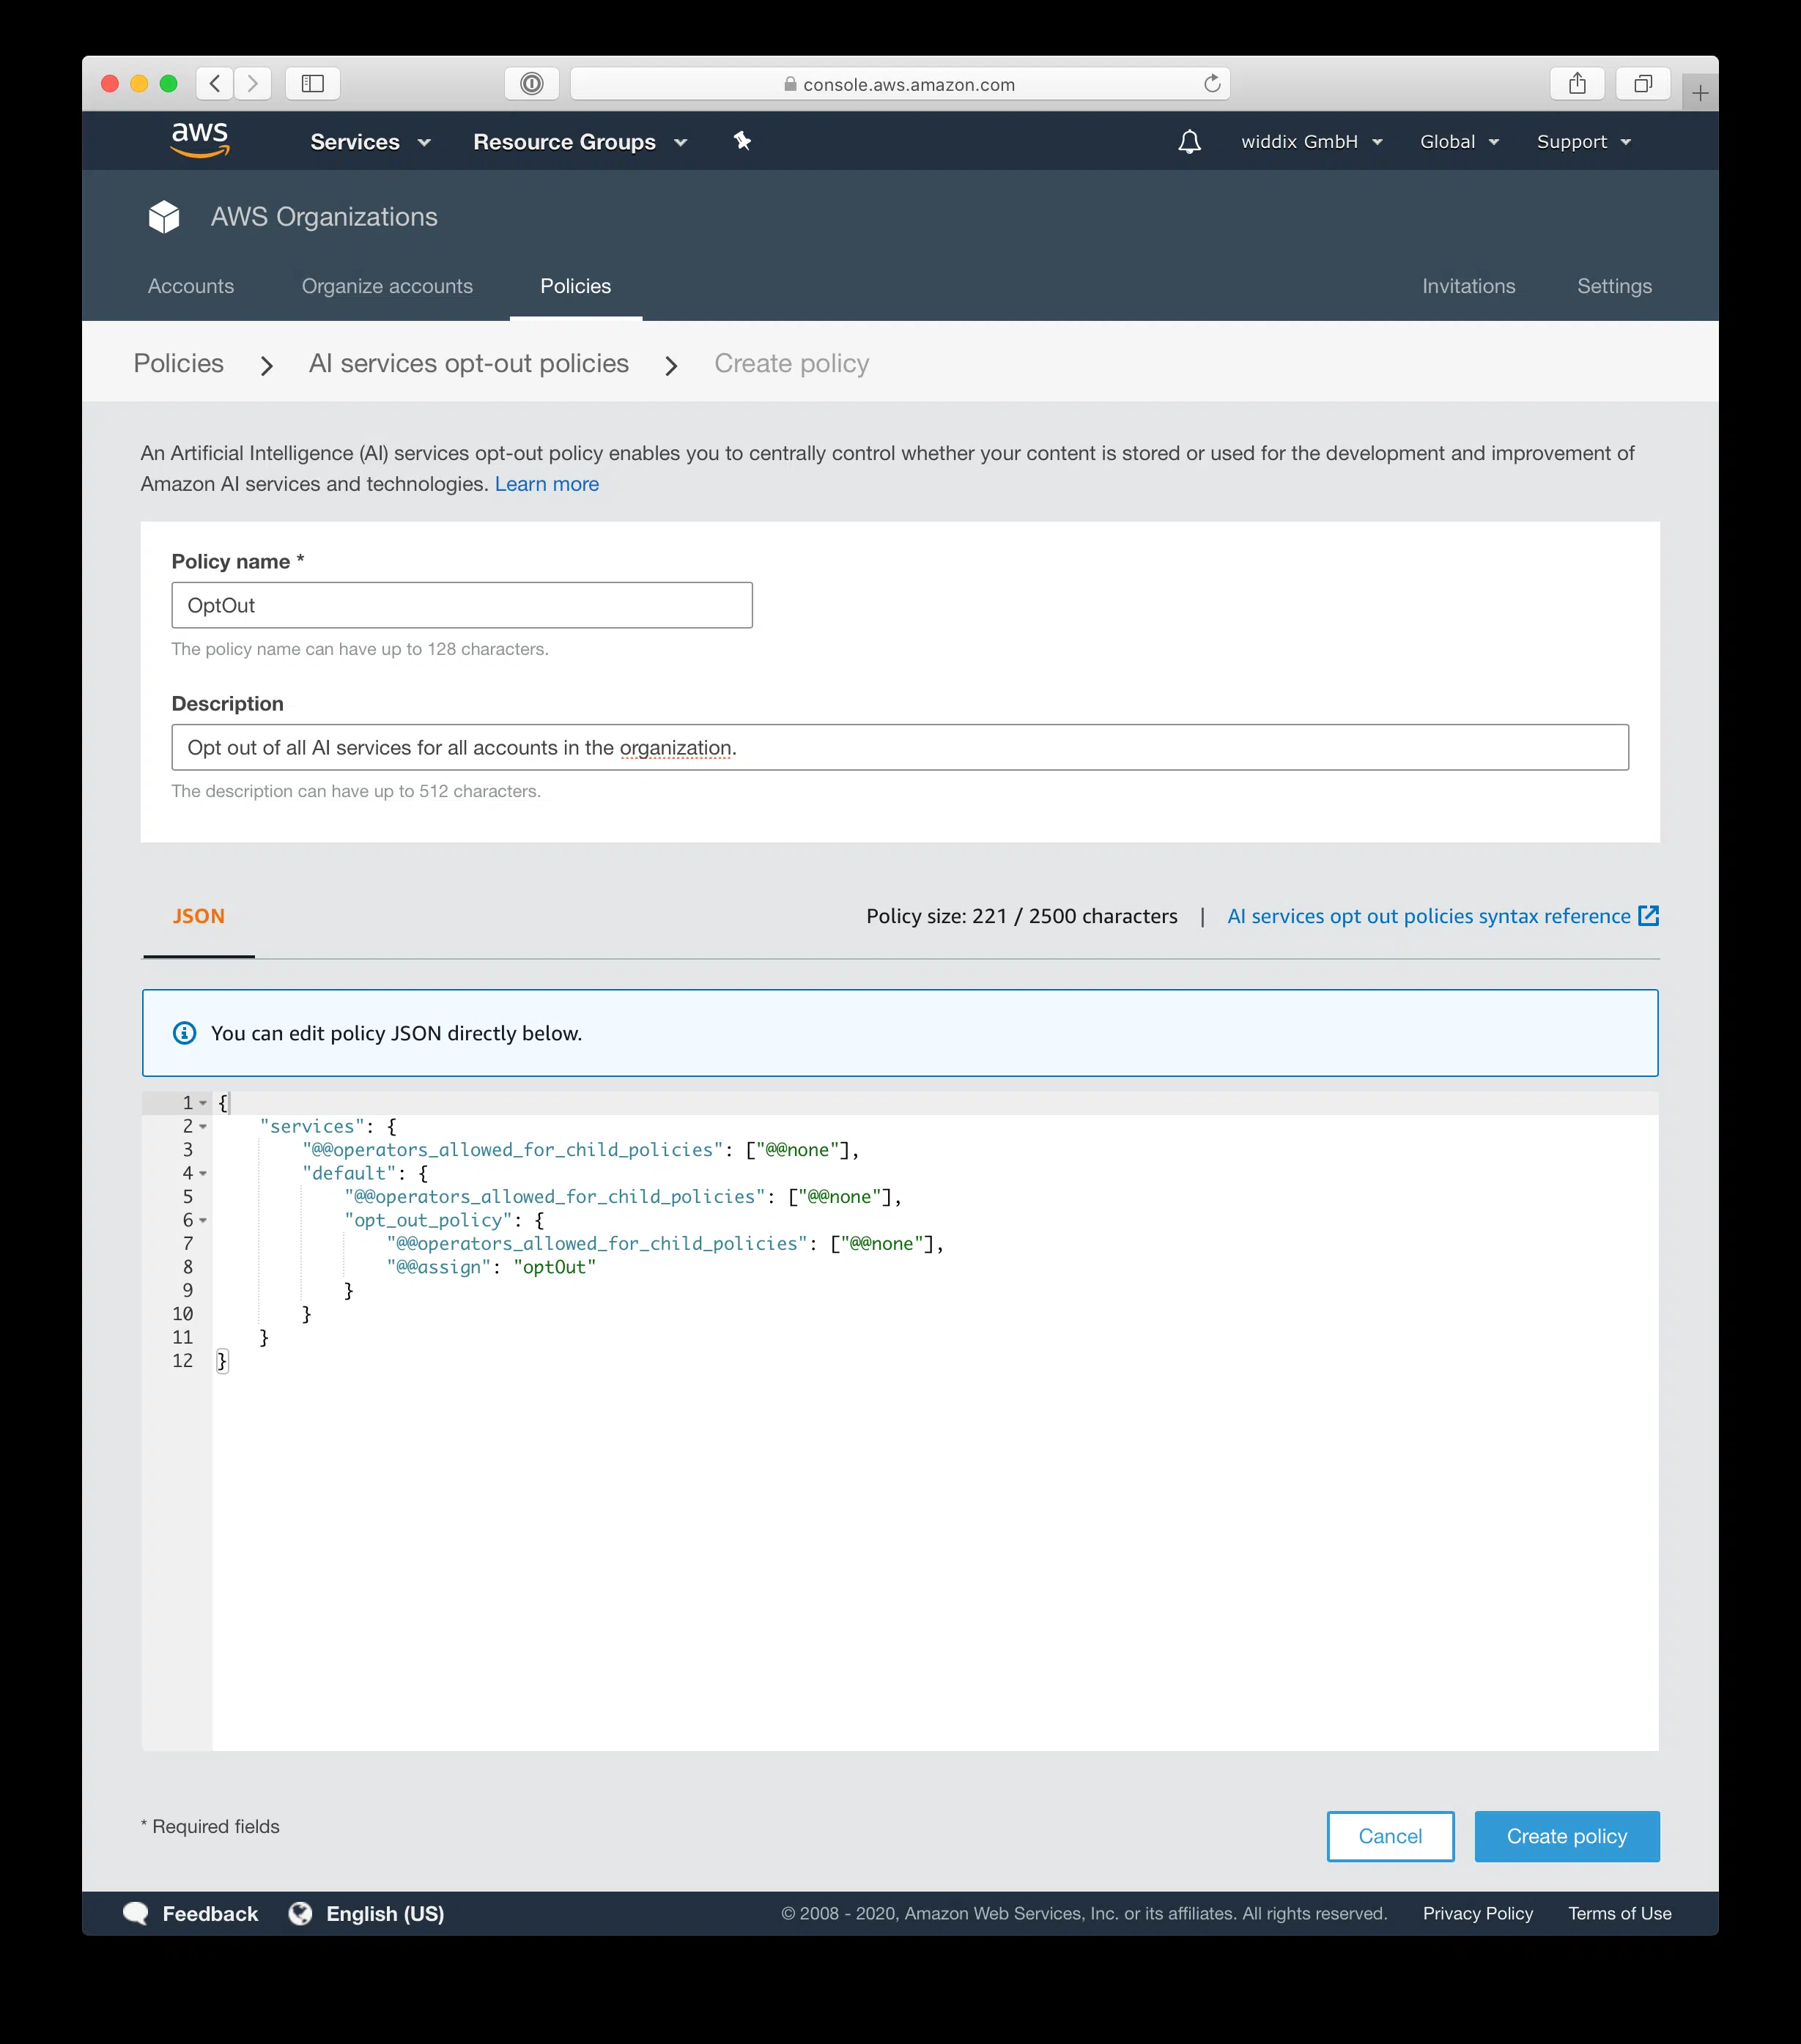 console.aws.amazon.com
aws Services Resource Groups widdix GmbH Global Support
AWS Organizations
Accounts Organize accounts Policies Invitations Settings
Policies > AI services opt-out policies > Create policy
An Artificial Intelligence (AI) services opt-out policy enables you to centrally control whether your content is stored or used for the development and improvement of
Amazon AI services and technologies. Learn more
Policy name *
OptOut
The policy name can have up to 128 characters.
Description
Opt out of all AI services for all accounts in the organization.
The description can have up to 512 characters.
JSON Policy size: 221 / 2500 characters | AI services opt out policies syntax reference
You can edit policy JSON directly below.
1 {
2     "services": {
3         "@@operators_allowed_for_child_policies": ["@@none"],
4         "default": {
5             "@@operators_allowed_for_child_policies": ["@@none"],
6             "opt_out_policy": {
7                 "@@operators_allowed_for_child_policies": ["@@none"],
8                 "@@assign": "optOut"
9             }
10         }
11     }
12 }
* Required fields Cancel Create policy
Feedback English (US) © 2008 - 2020, Amazon Web Services, Inc. or its affiliates. All rights reserved. Privacy Policy Terms of Use